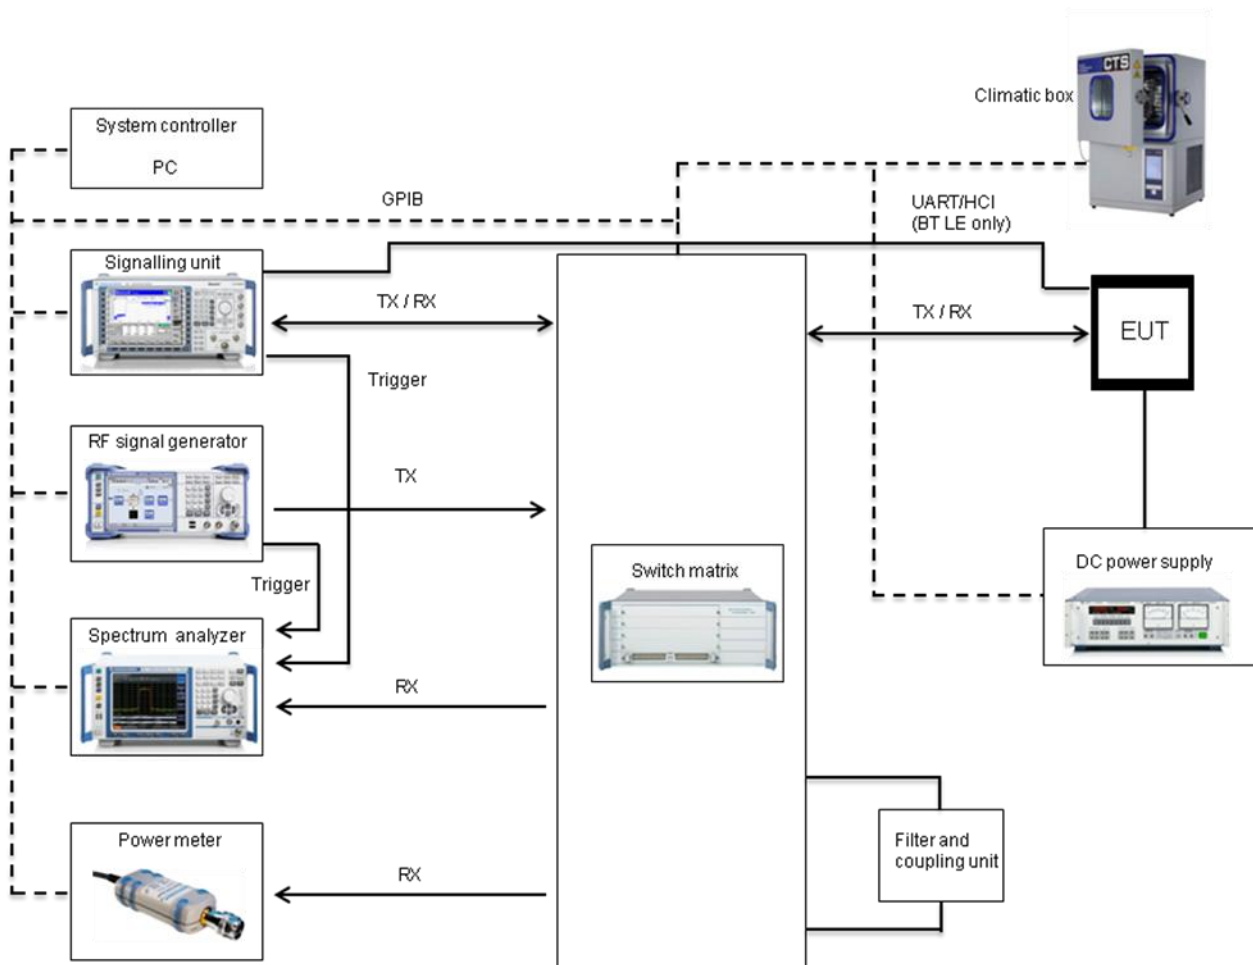 CTS
Climatic box
System controller
PC
GPIB
UART/HCI
(BT LE only)
Signalling unit
TX / RX
TX / RX
EUT
Trigger
RF signal generator
TX
Trigger
DC power supply
Switch matrix
Spectrum analyzer
RX
Power meter
Filter and
coupling unit
RX